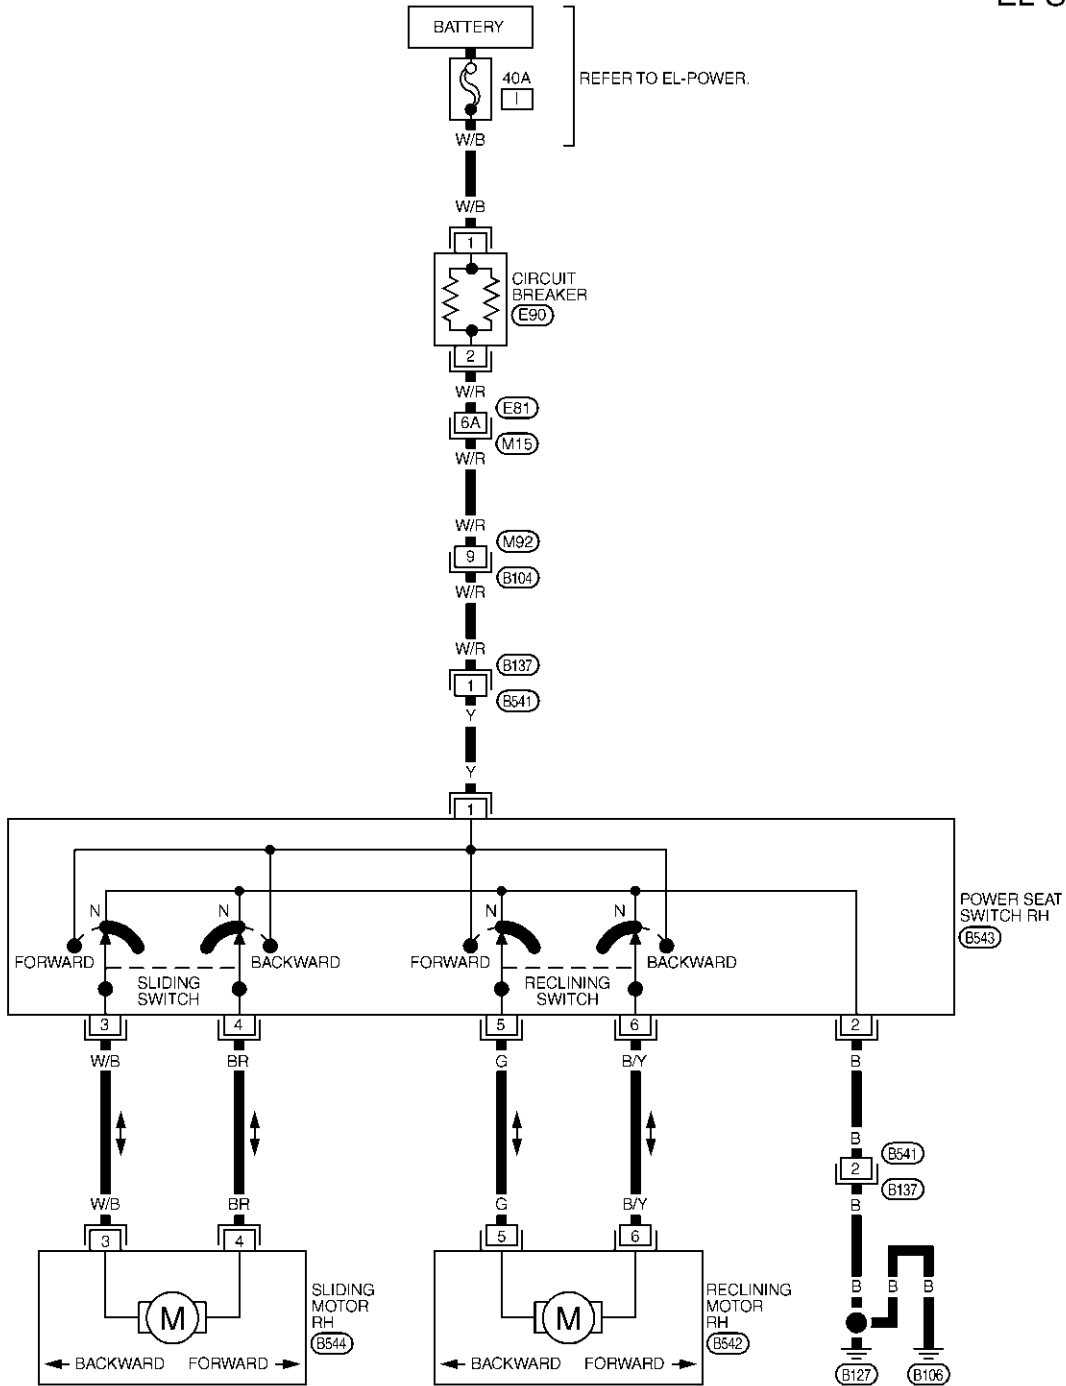 BATTERY
40A
I
REFER TO EL-POWER.
W/B
W/B
1
CIRCUIT
BREAKER
E90
2
W/R
E81
6A
M15
W/R
W/R
M92
9
B104
W/R
W/R
B137
1
B541
Y
Y
1
POWER SEAT
SWITCH RH
B543
N N N N
FORWARD BACKWARD FORWARD BACKWARD
SLIDING
SWITCH
RECLINING
SWITCH
3 4 5 6 2
W/B BR G B/Y B
B
B541
2
B137
W/B BR G B/Y B
3 4 5 6
B B B
M
SLIDING
MOTOR
RH
B544
BACKWARD FORWARD
M
RECLINING
MOTOR
RH
B542
BACKWARD FORWARD
B127 B106